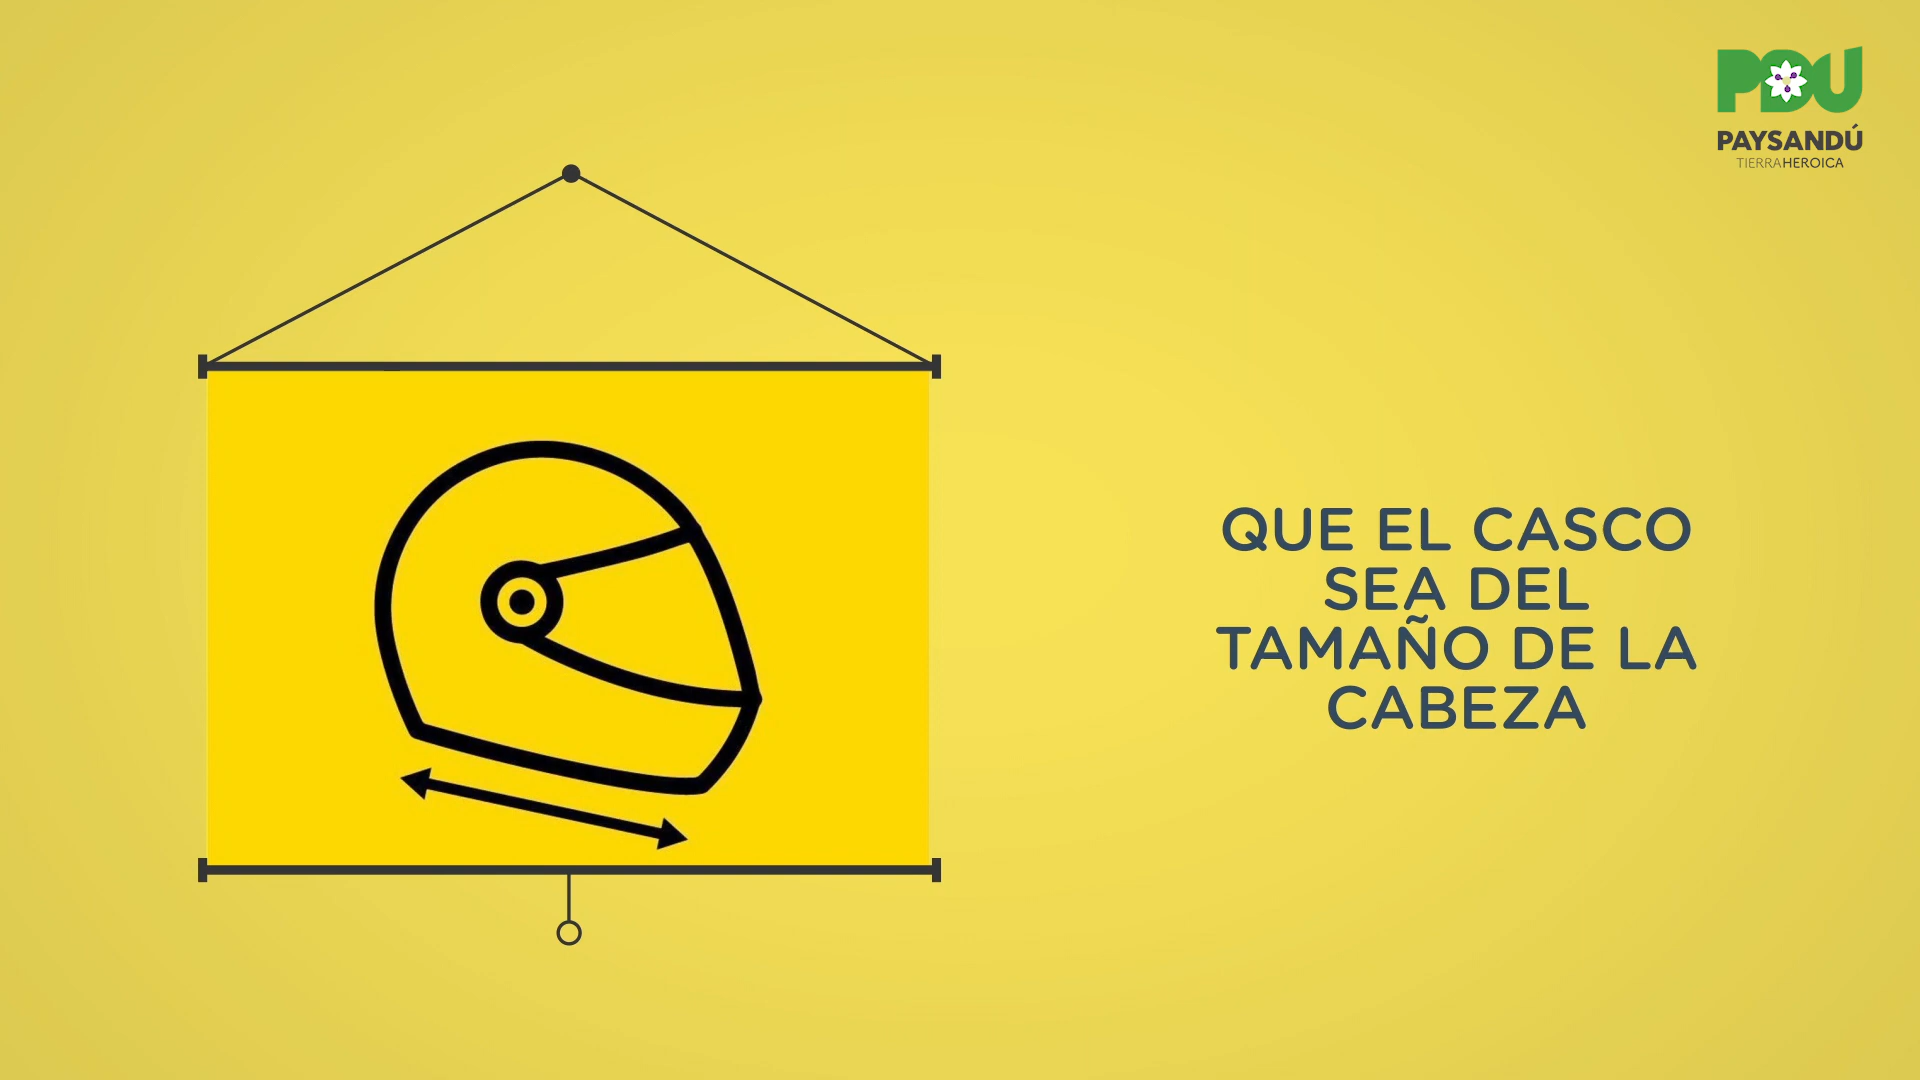 PDU
PAYSANDÚ
TIERRAHEROICA
QUE EL CASCO
SEA DEL
TAMAÑO DE LA
CABEZA